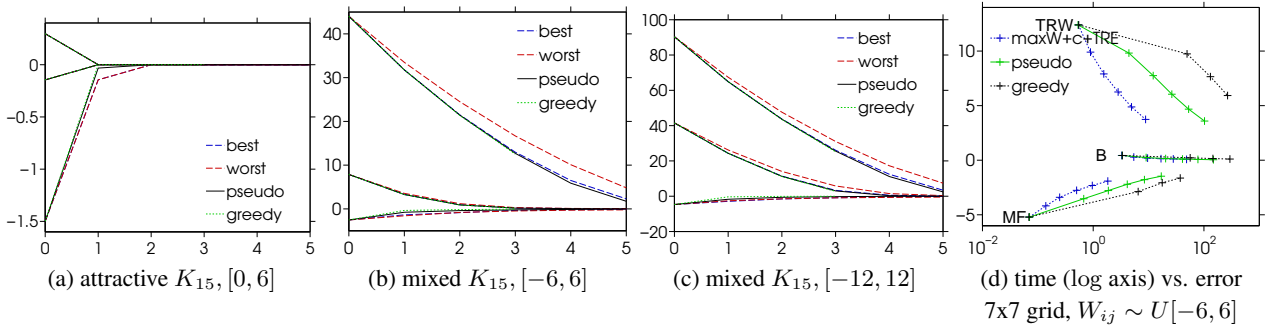 0
−0.5
−1
−1.5
0 1 2 3 4 5
best
worst
pseudo
greedy
(a) attractive K15, [0, 6]
40
30
20
10
0
0 1 2 3 4 5
best
worst
pseudo
greedy
(b) mixed K15, [−6, 6]
100
80
60
40
20
0
−20
0 1 2 3 4 5
best
worst
pseudo
greedy
(c) mixed K15, [−12, 12]
10
5
0
−5
10−2 100 102
TRW
maxW+c+TRE
pseudo
greedy
B
MF
(d) time (log axis) vs. error
7x7 grid, Wij ∼ U[−6, 6]